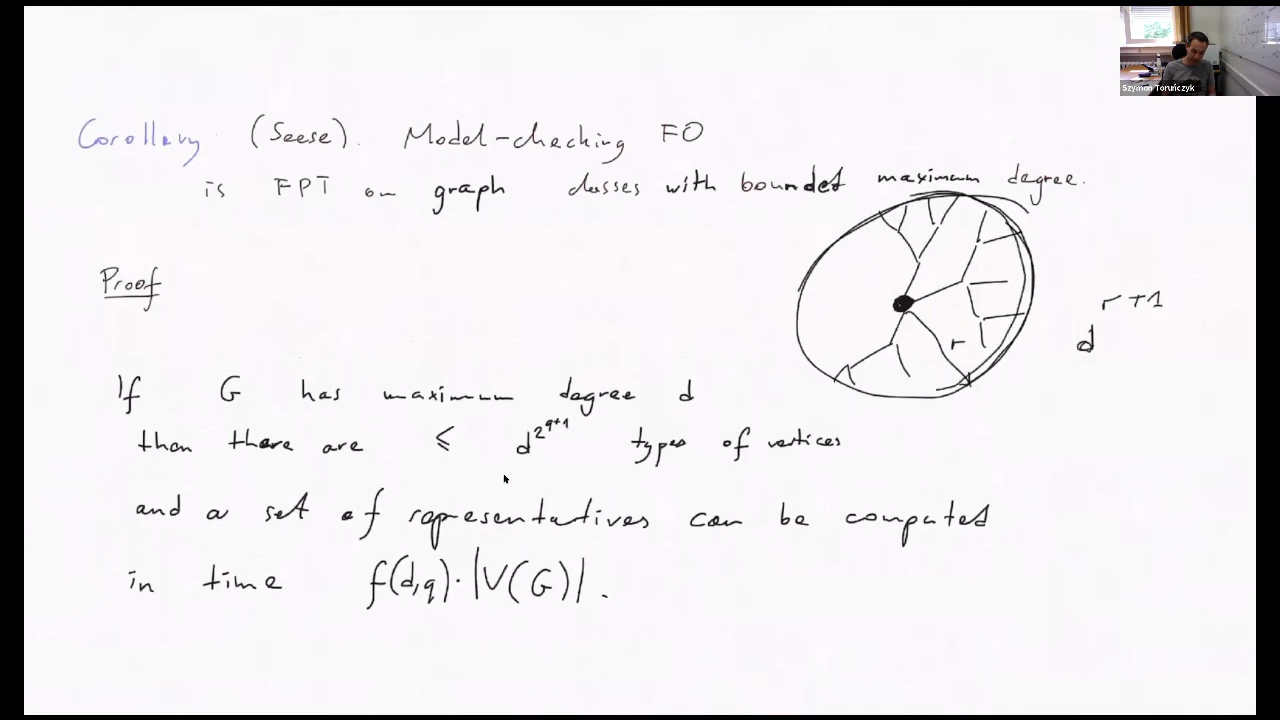 Szymon Toruńczyk
Corollary (Seese). Model-checking FO
is FPT on graph classes with bounded maximum degree.
Proof
r
d^{r+1}
If G has maximum degree d
then there are ≤ d^{2^{q+1}} types of vertices
and a set of representatives can be computed
in time f(d,q)·|V(G)|.